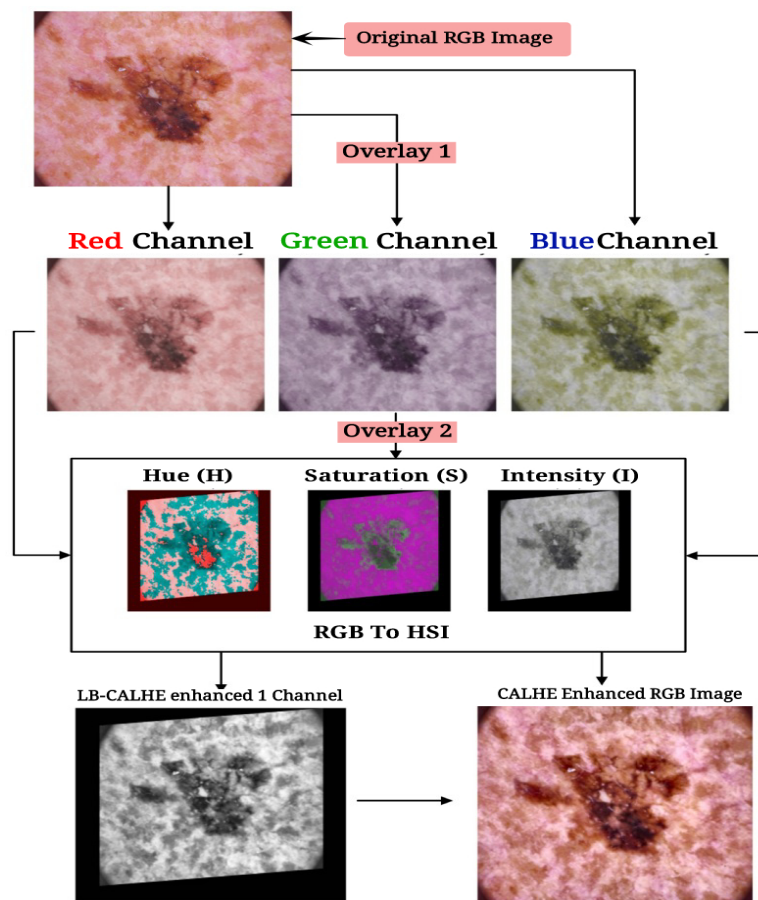 Original RGB Image
Overlay 1
Red Channel
Green Channel
Blue Channel
Overlay 2
Hue (H)
Saturation (S)
Intensity (I)
RGB To HSI
LB-CALHE enhanced 1 Channel
CALHE Enhanced RGB Image